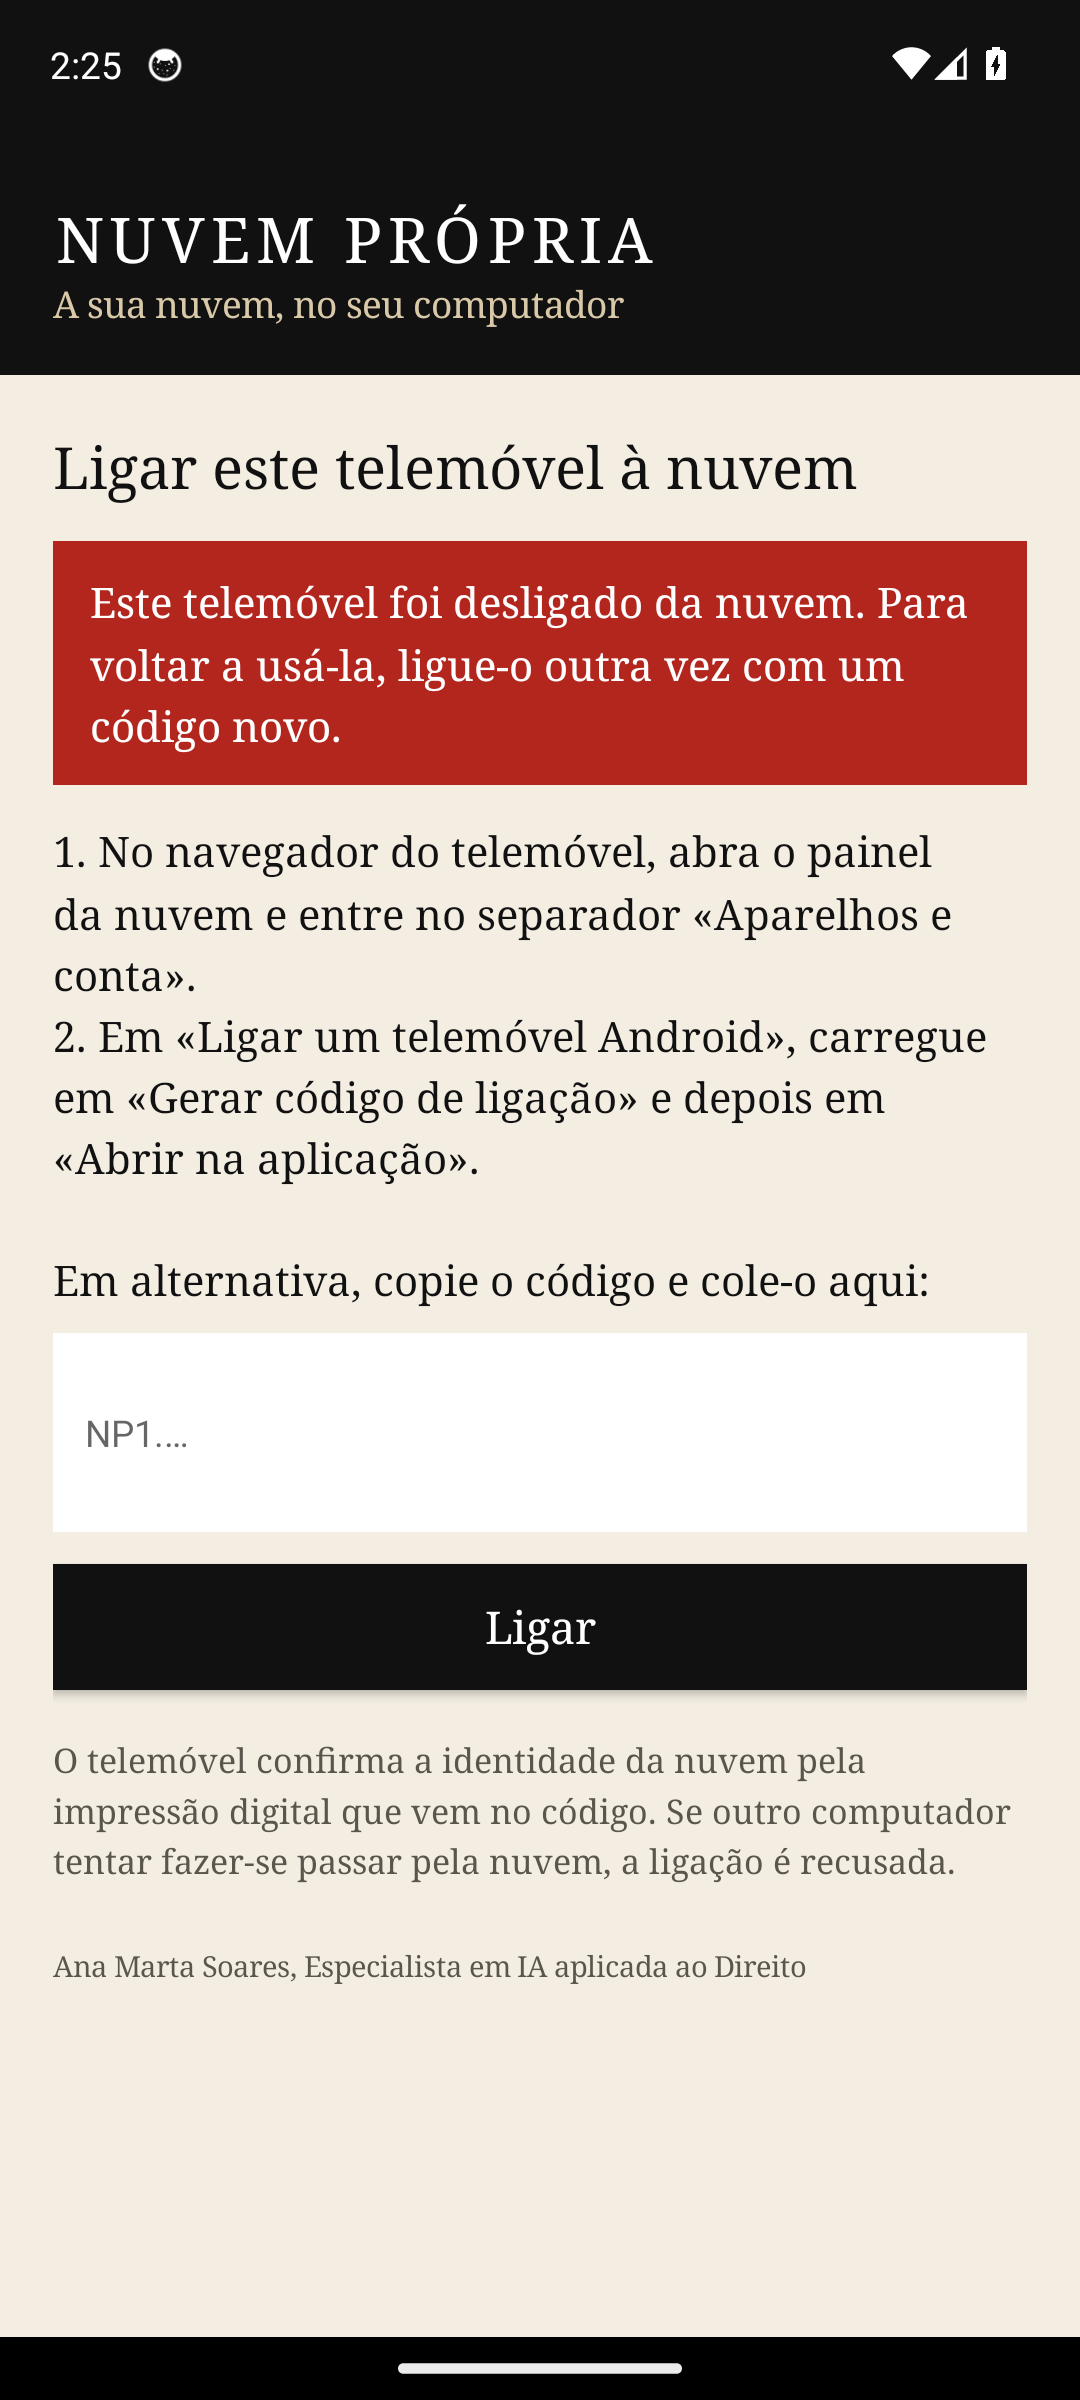 2:25
NUVEM PRÓPRIA
A sua nuvem, no seu computador
Ligar este telemóvel à nuvem
Este telemóvel foi desligado da nuvem. Para
voltar a usá-la, ligue-o outra vez com um
código novo.
1. No navegador do telemóvel, abra o painel
da nuvem e entre no separador «Aparelhos e
conta».
2. Em «Ligar um telemóvel Android», carregue
em «Gerar código de ligação» e depois em
«Abrir na aplicação».
Em alternativa, copie o código e cole-o aqui:
NP1.…
Ligar
O telemóvel confirma a identidade da nuvem pela
impressão digital que vem no código. Se outro computador
tentar fazer-se passar pela nuvem, a ligação é recusada.
Ana Marta Soares, Especialista em IA aplicada ao Direito